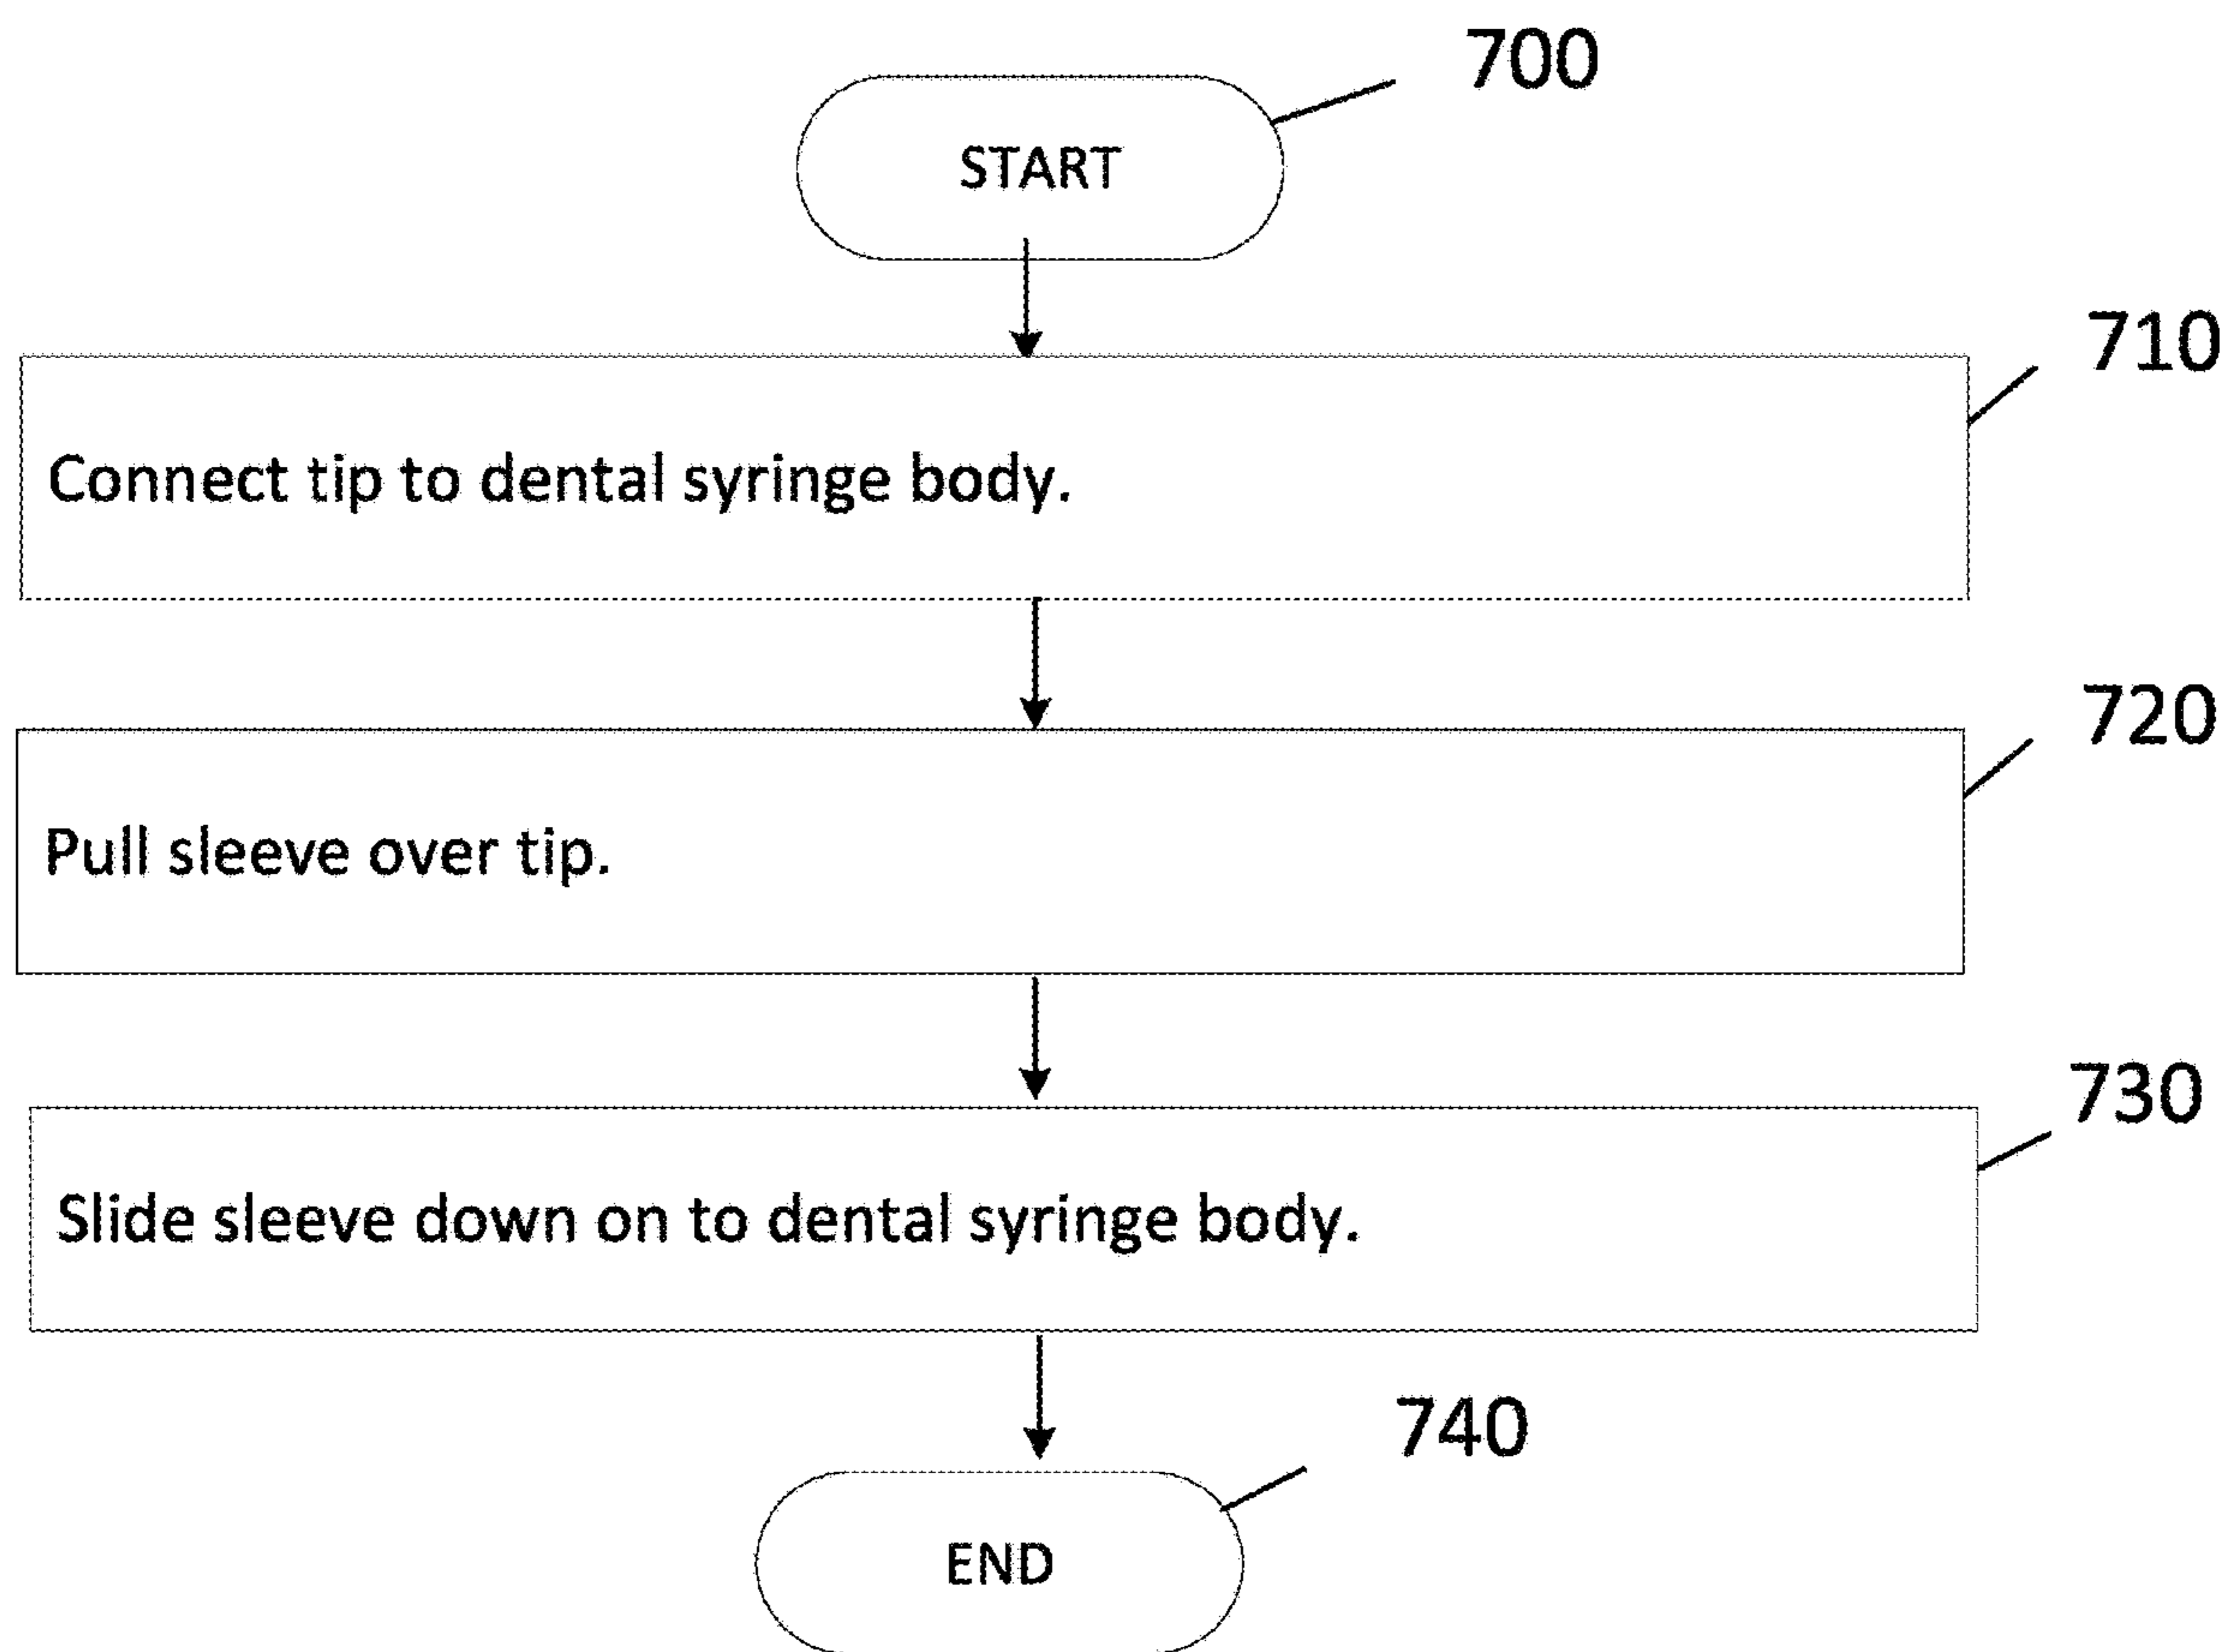 700
START
710
Connect tip to dental syringe body.
720
Pull sleeve over tip.
730
Slide sleeve down on to dental syringe body.
740
END